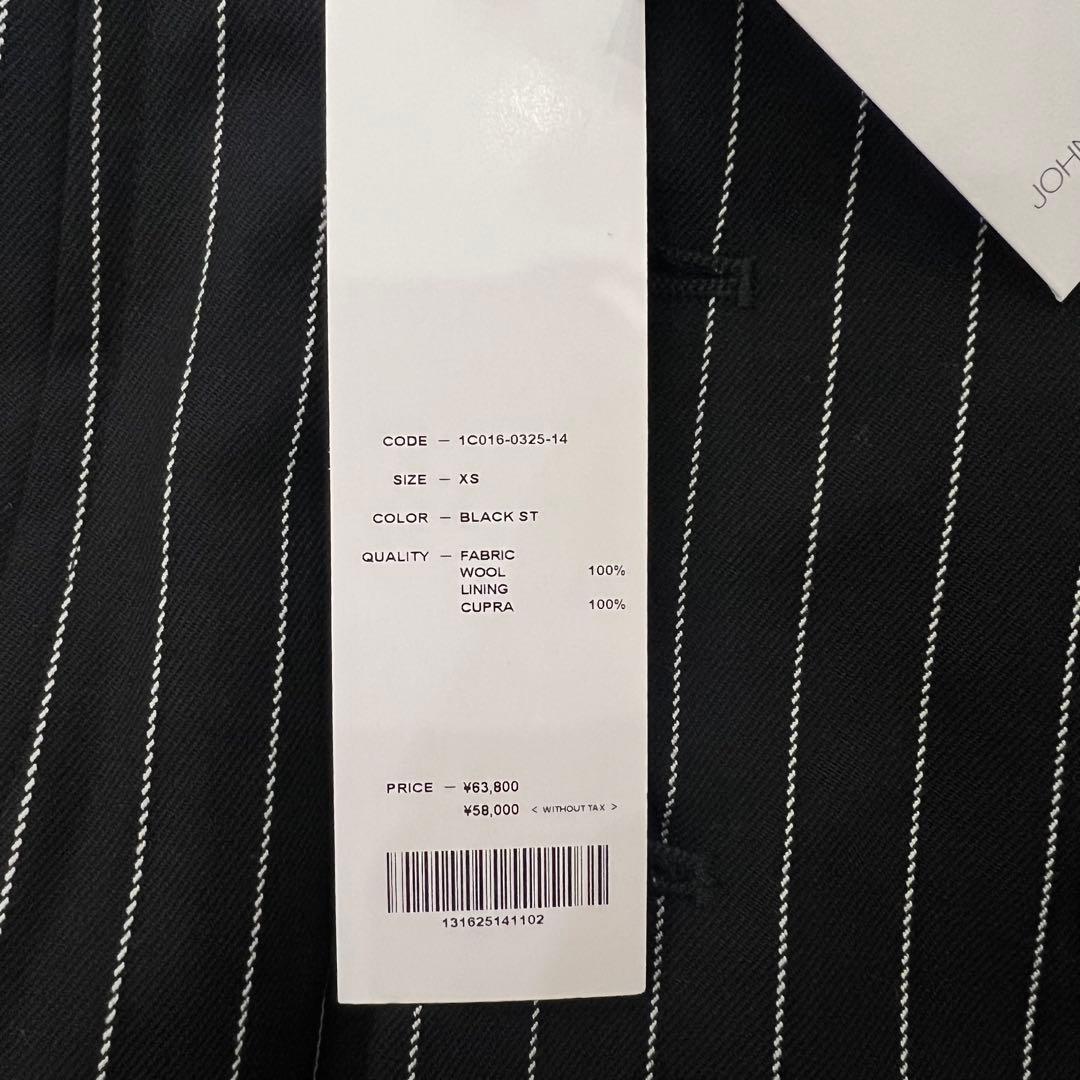 JOHN
CODE — 1C016-0325-14
SIZE — XS
COLOR — BLACK ST
QUALITY — FABRIC
WOOL 100%
LINING
CUPRA 100%
PRICE — ¥63,800
¥58,000 < WITHOUT TAX >
131625141102